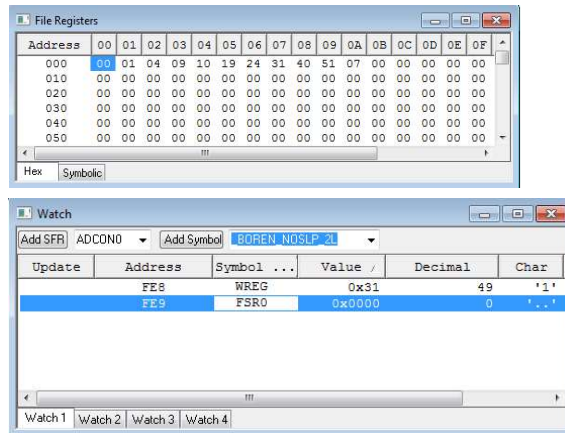 File Registers
Address 00 01 02 03 04 05 06 07 08 09 0A 0B 0C 0D 0E 0F
000 00 01 04 09 10 19 24 31 40 51 07 00 00 00 00 00
010 00 00 00 00 00 00 00 00 00 00 00 00 00 00 00 00
020 00 00 00 00 00 00 00 00 00 00 00 00 00 00 00 00
030 00 00 00 00 00 00 00 00 00 00 00 00 00 00 00 00
040 00 00 00 00 00 00 00 00 00 00 00 00 00 00 00 00
050 00 00 00 00 00 00 00 00 00 00 00 00 00 00 00 00
Hex Symbolic
Watch
Add SFR ADCON0 Add Symbol _BOREN_NOSLP_2L
Update Address Symbol ... Value / Decimal Char
FE8 WREG 0x31 49 '1'
FE9 FSR0 0x0000 0 '..'
Watch 1 Watch 2 Watch 3 Watch 4